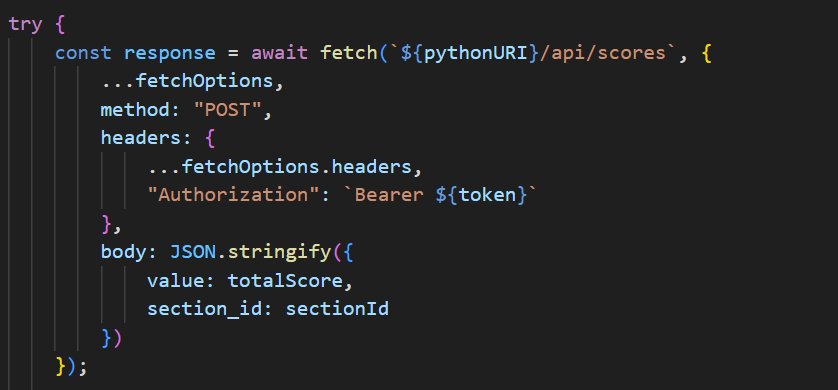 try {
const response = await fetch(`${pythonURI}/api/scores`, {
...fetchOptions,
method: "POST",
headers: {
...fetchOptions.headers,
"Authorization": `Bearer ${token}`
},
body: JSON.stringify({
value: totalScore,
section_id: sectionId
})
});